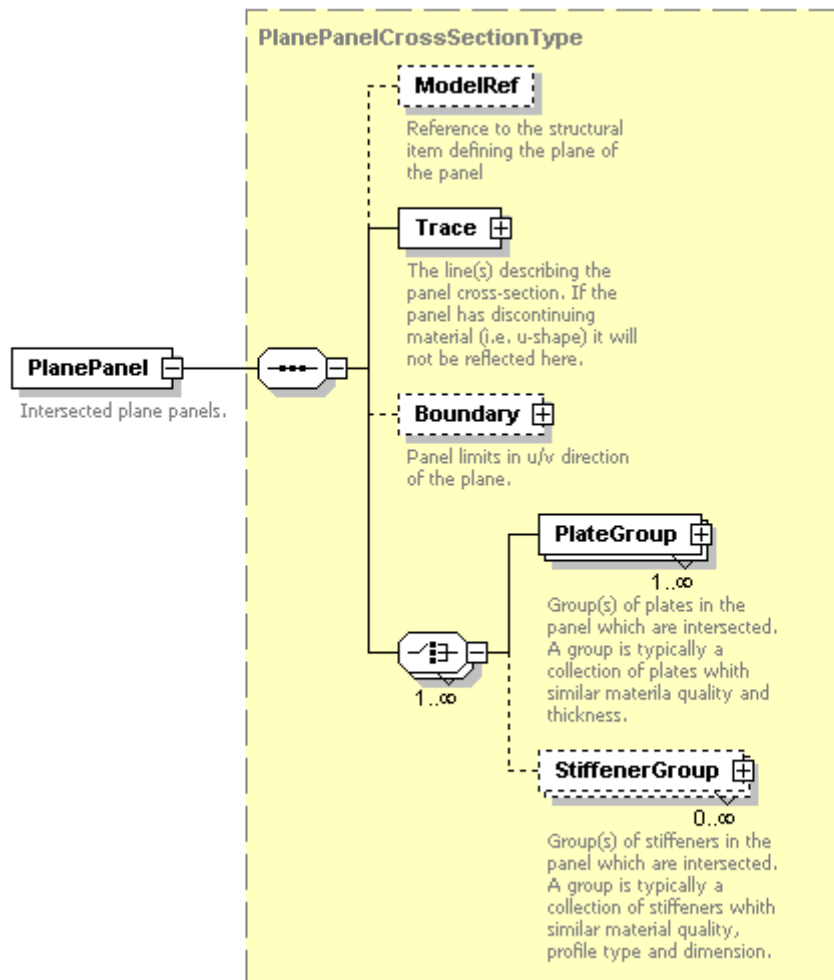 PlanePanelCrossSectionType
ModelRef
Reference to the structural
item defining the plane of
the panel
Trace
The line(s) describing the
panel cross-section. If the
panel has discontinuing
material (i.e. u-shape) it will
not be reflected here.
PlanePanel
Intersected plane panels.
Boundary
Panel limits in u/v direction
of the plane.
PlateGroup
1..∞
Group(s) of plates in the
panel which are intersected.
A group is typically a
collection of plates whith
similar materila quality and
thickness.
1..∞
StiffenerGroup
0..∞
Group(s) of stiffeners in the
panel which are intersected.
A group is typically a
collection of stiffeners whith
similar material quality,
profile type and dimension.